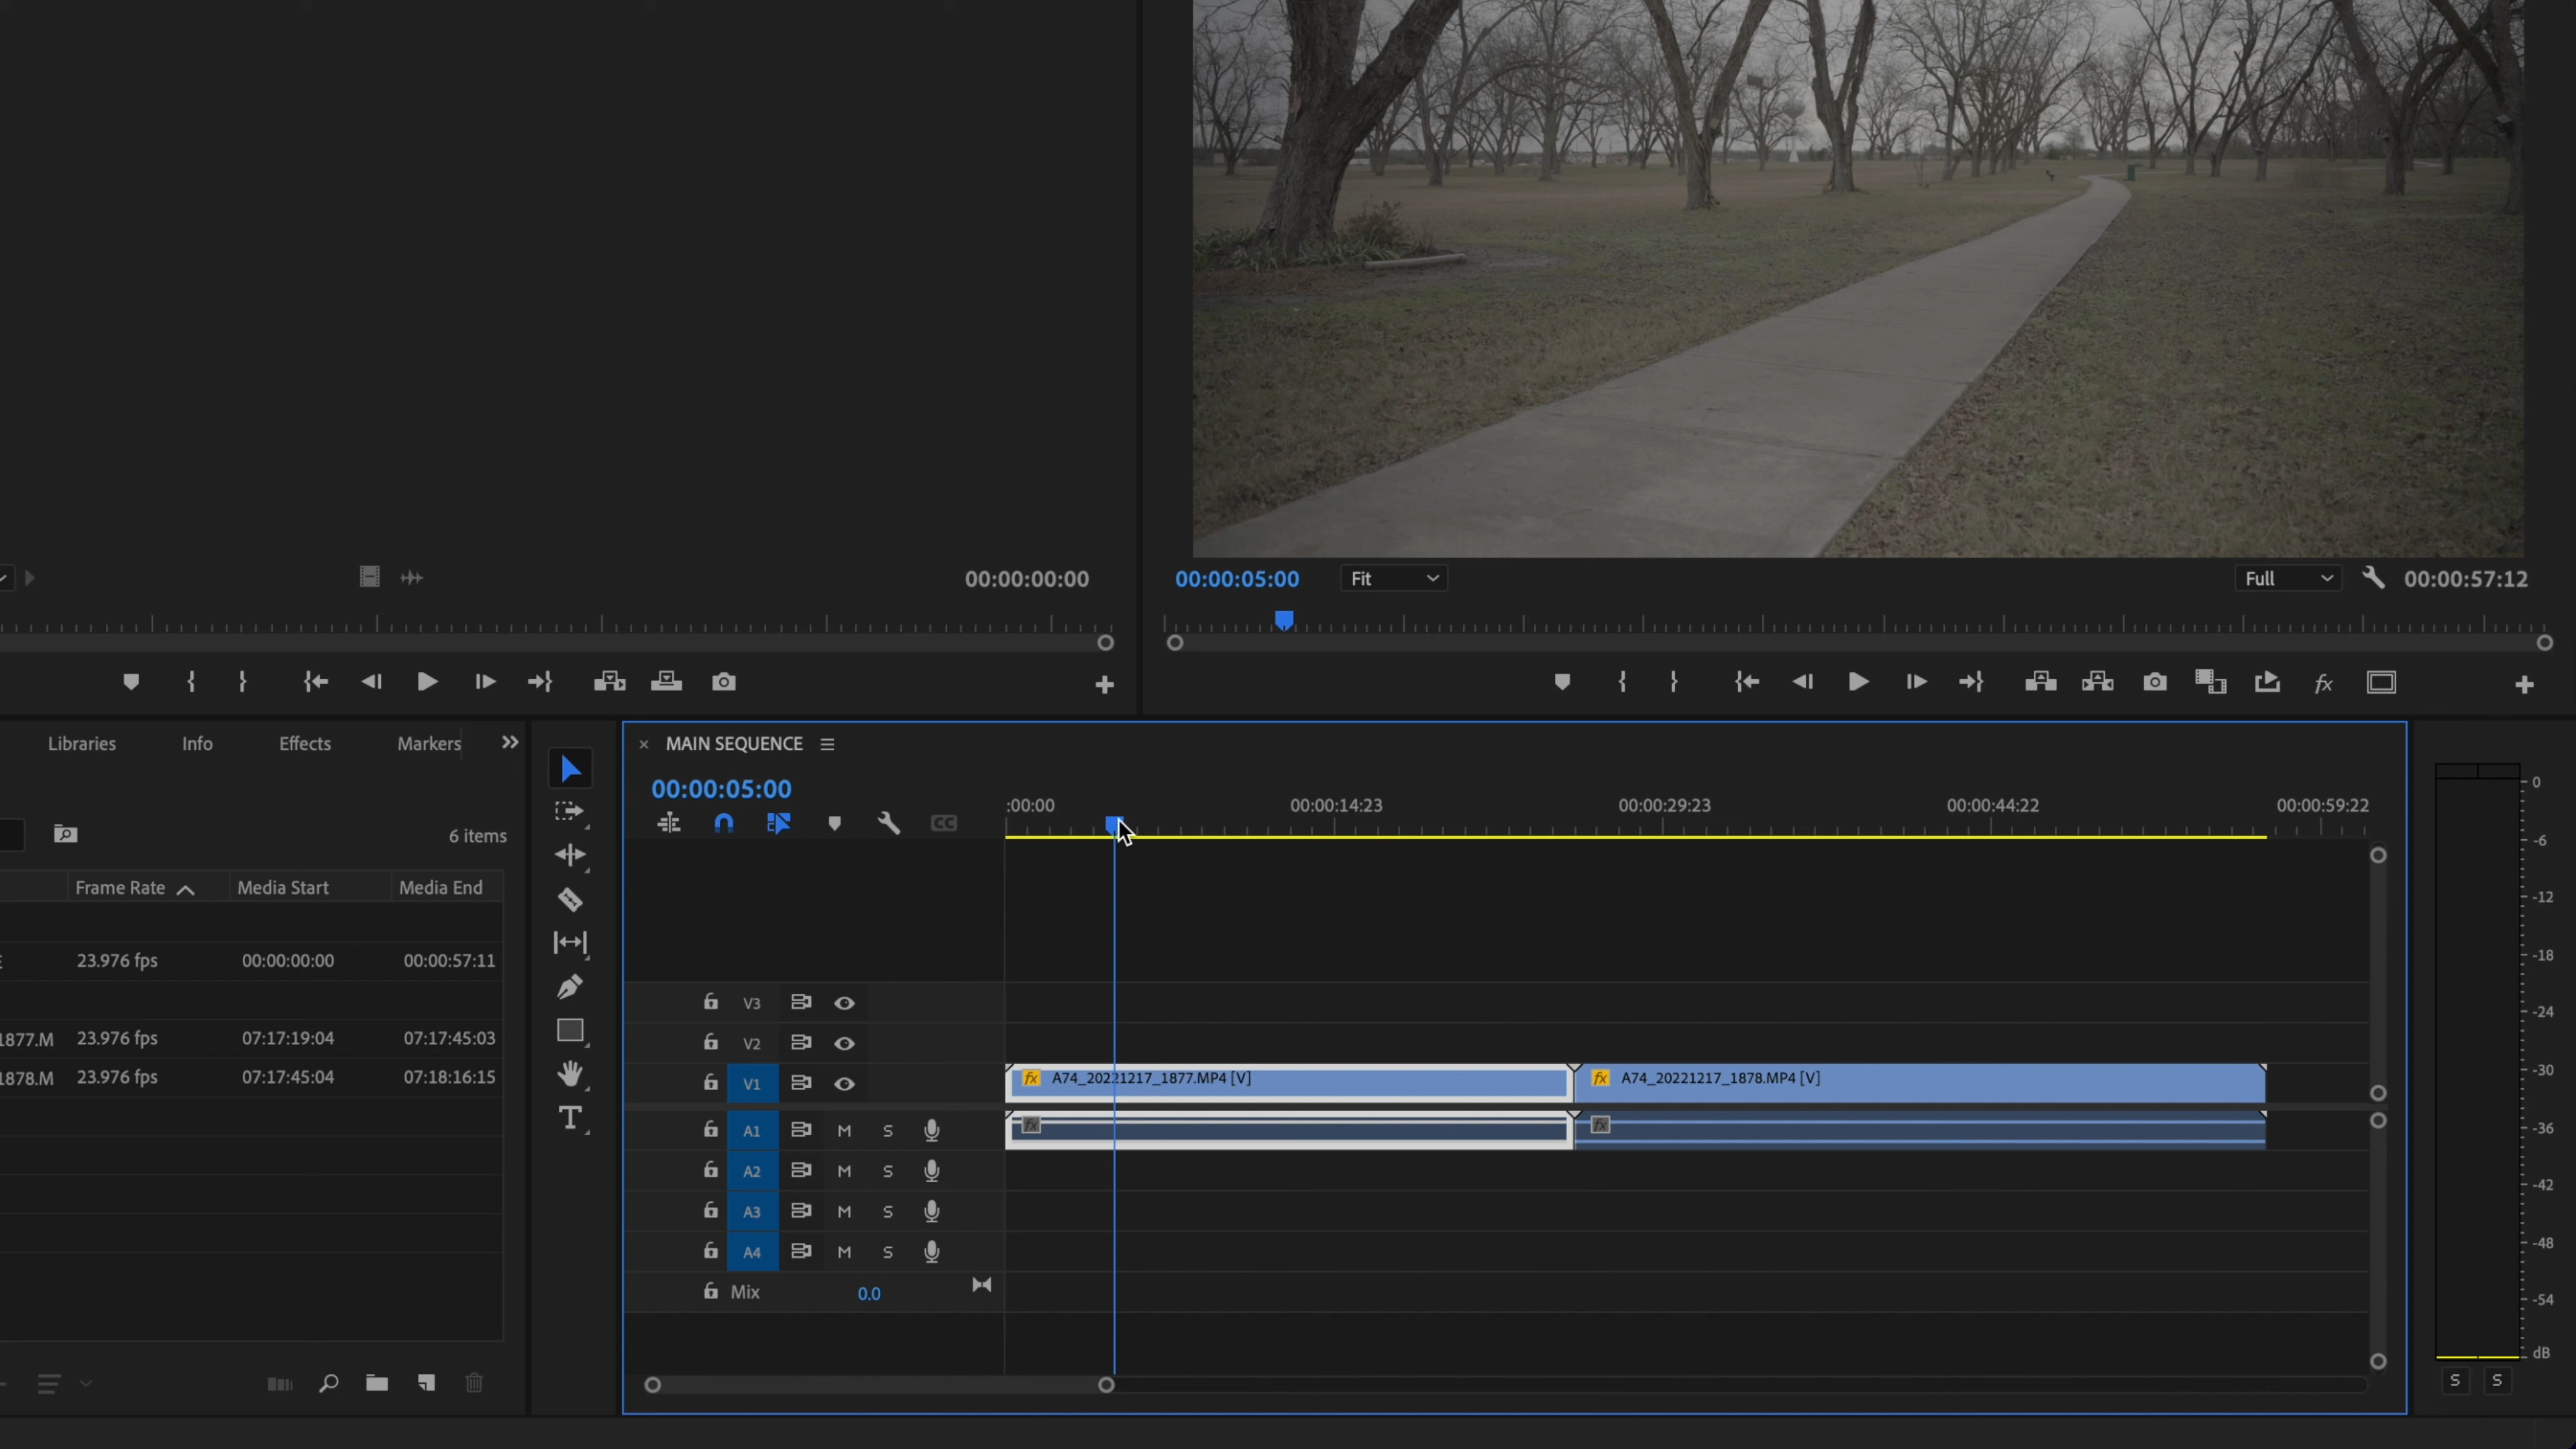 00:00:00:00
00:00:05:00 Fit Full 00:00:57:12
Libraries Info Effects Markers
MAIN SEQUENCE
00:00:05:00
:00:00 00:00:14:23 00:00:29:23 00:00:44:22 00:00:59:22
CC
6 items
Frame Rate Media Start Media End
23.976 fps 00:00:00:00 00:00:57:11
1877.M 23.976 fps 07:17:19:04 07:17:45:03
1878.M 23.976 fps 07:17:45:04 07:18:16:15
V3
V2
V1 fx A74_20221217_1877.MP4 [V] fx A74_20221217_1878.MP4 [V]
A1 M S fx fx
A2 M S
A3 M S
A4 M S
Mix 0.0
0
-6
-12
-18
-24
-30
-36
-42
-48
-54
dB
S S